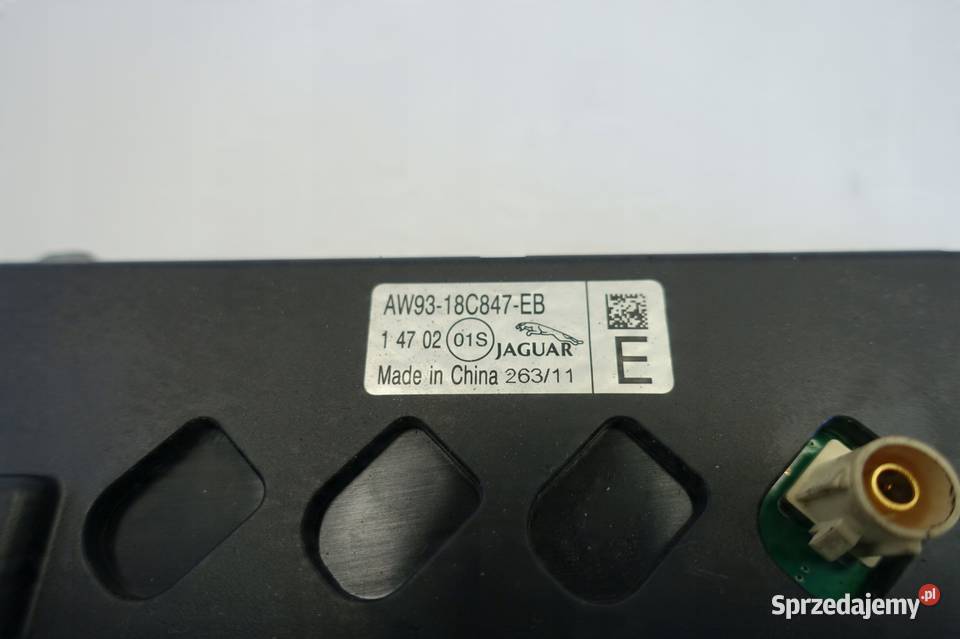 AW93-18C847-EB
1 47 02 01S JAGUAR
Made in China 263/11
E
Sprzedajemy.pl